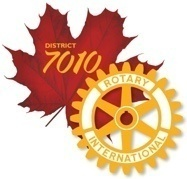 DISTRICT
7010
ROTARY
INTERNATIONAL